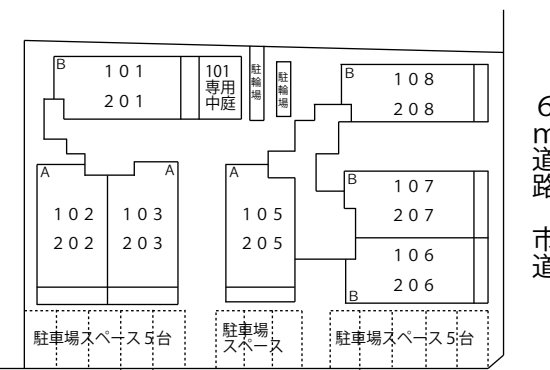 B
101
201
101
専用
中庭
駐輪場
駐輪場
B
108
208
A
A
102
202
103
203
A
105
205
B
107
207
106
206
B
駐車場スペース5台
駐車場
スペース
駐車場スペース5台
6m道路
市道